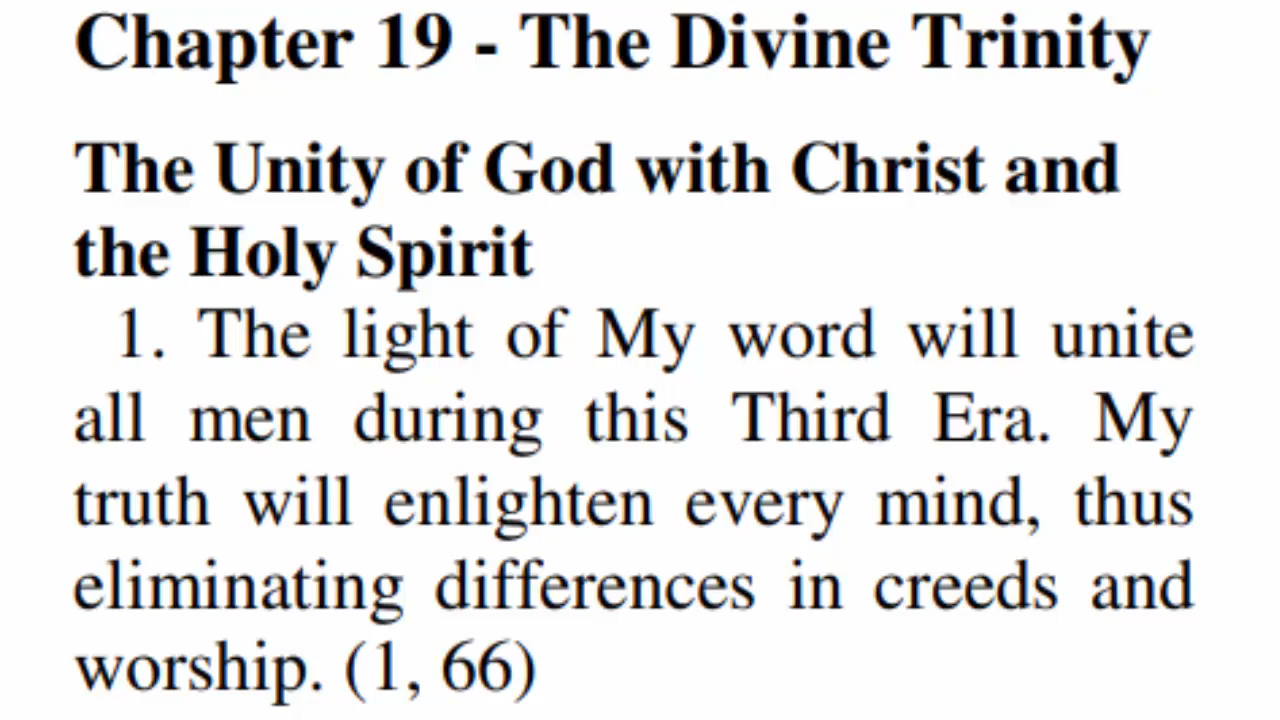 Chapter 19 - The Divine Trinity
The Unity of God with Christ and
the Holy Spirit
1. The light of My word will unite
all men during this Third Era. My
truth will enlighten every mind, thus
eliminating differences in creeds and
worship. (1, 66)